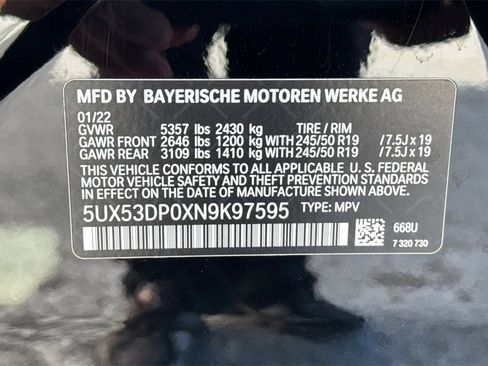 MFD BY BAYERISCHE MOTOREN WERKE AG
01/22
GVWR 5357 lbs 2430 kg TIRE / RIM
GAWR FRONT 2646 lbs 1200 kg WITH 245/50 R19 /7.5J x 19
GAWR REAR 3109 lbs 1410 kg WITH 245/50 R19 /7.5J x 19
THIS VEHICLE CONFORMS TO ALL APPLICABLE U. S. FEDERAL
MOTOR VEHICLE SAFETY, BUMPER, AND THEFT PREVENTION
STANDARDS IN EFFECT ON THE DATE OF MANUFACTURE SHOWN ABOVE.
5UX53DP0XN9K97595 TYPE: MPV
668U
7 320 730